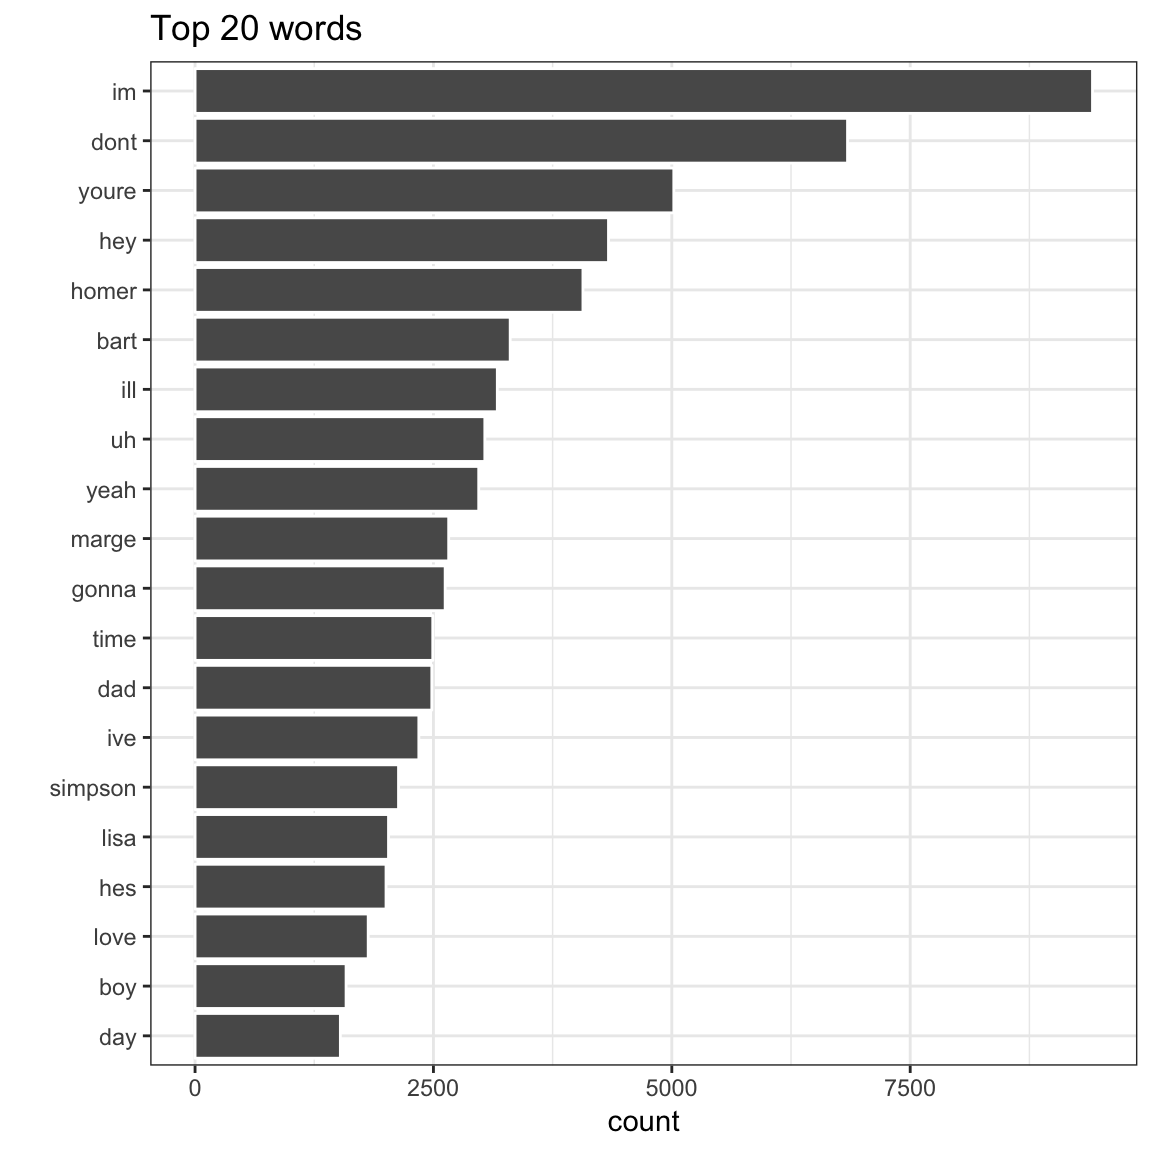 Top 20 words
im
dont
youre
hey
homer
bart
ill
uh
yeah
marge
gonna
time
dad
ive
simpson
lisa
hes
love
boy
day
0 2500 5000 7500
count